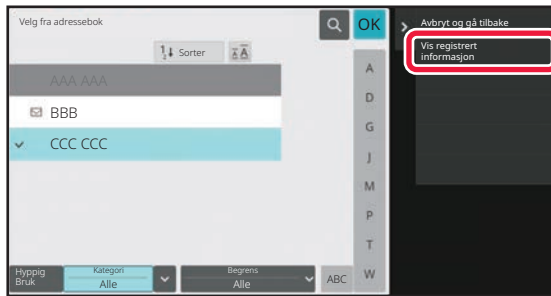 Velg fra adressebok
OK
Avbryt og gå tilbake
Vis registrert
informasjon
Sorter
AAA AAA
BBB
CCC CCC
A
D
G
J
M
P
T
W
Hyppig
Bruk
Kategori
Alle
Begrens
Alle
ABC